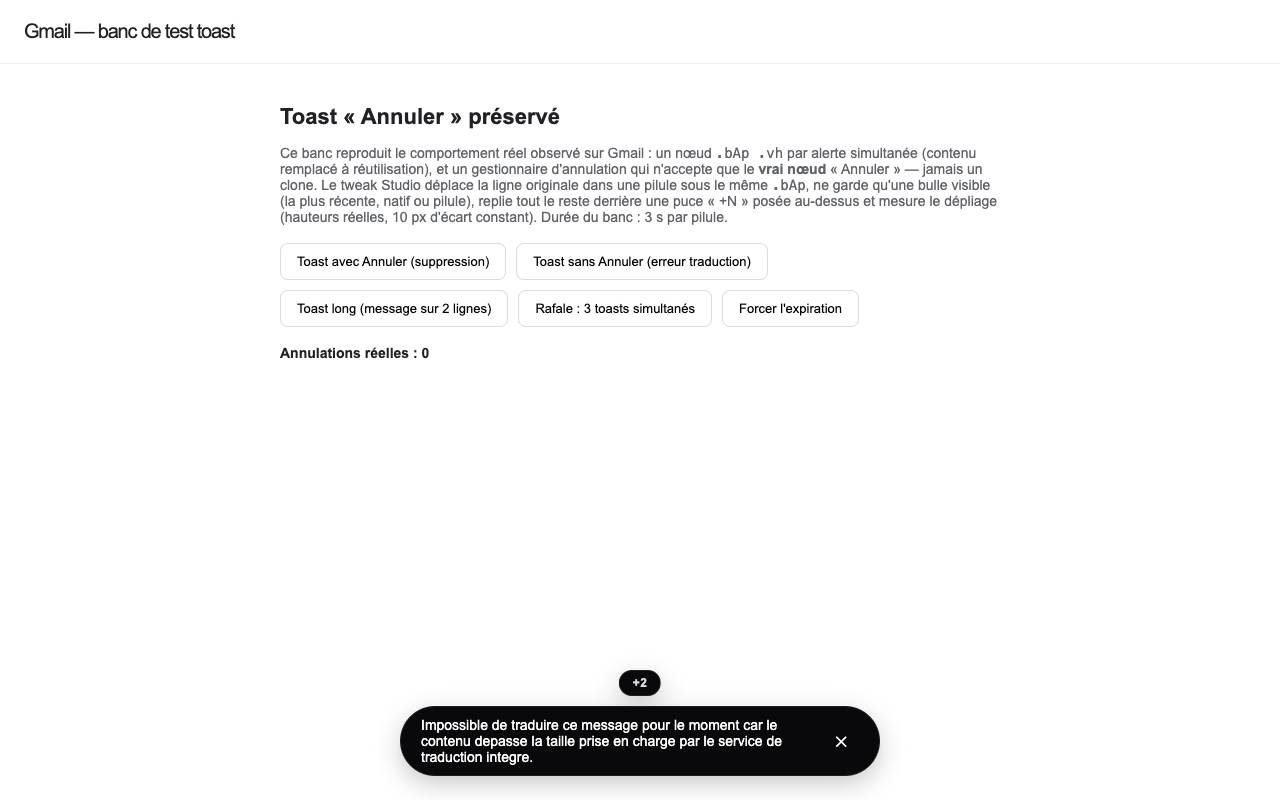 Gmail — banc de test toast
Toast « Annuler » préservé
Ce banc reproduit le comportement réel observé sur Gmail : un nœud .bAp .vh par alerte simultanée (contenu
remplacé à réutilisation), et un gestionnaire d'annulation qui n'accepte que le vrai nœud « Annuler » — jamais un
clone. Le tweak Studio déplace la ligne originale dans une pilule sous le même .bAp, ne garde qu'une bulle visible
(la plus récente, natif ou pilule), replie tout le reste derrière une puce « +N » posée au-dessus et mesure le dépliage
(hauteurs réelles, 10 px d'écart constant). Durée du banc : 3 s par pilule.
Toast avec Annuler (suppression)
Toast sans Annuler (erreur traduction)
Toast long (message sur 2 lignes)
Rafale : 3 toasts simultanés
Forcer l'expiration
Annulations réelles : 0
+2
Impossible de traduire ce message pour le moment car le
contenu depasse la taille prise en charge par le service de
traduction integre.